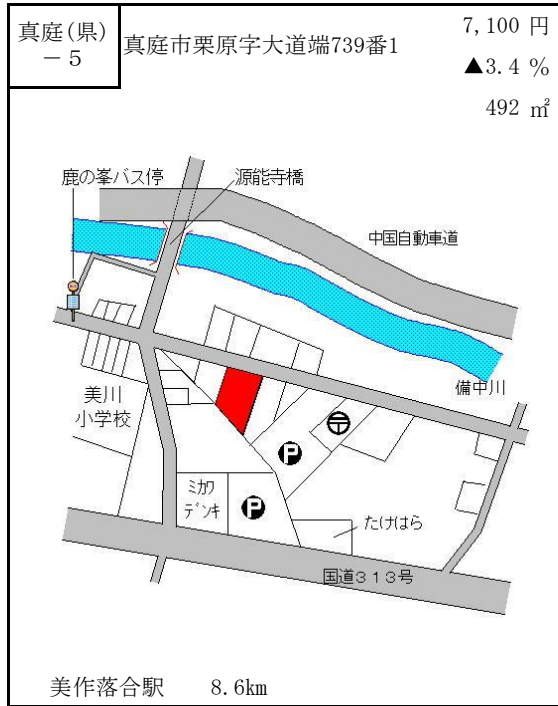 真庭(県)
－５
真庭市栗原字大道端739番1
7,100 円
▲3.4 %
492 ㎡
鹿の峯バス停
源能寺橋
中国自動車道
備中川
美川
小学校
Ｐ
〒
ﾐｶﾜ
ﾃﾞﾝｷ
Ｐ
たけはら
国道３１３号
美作落合駅 8.6km